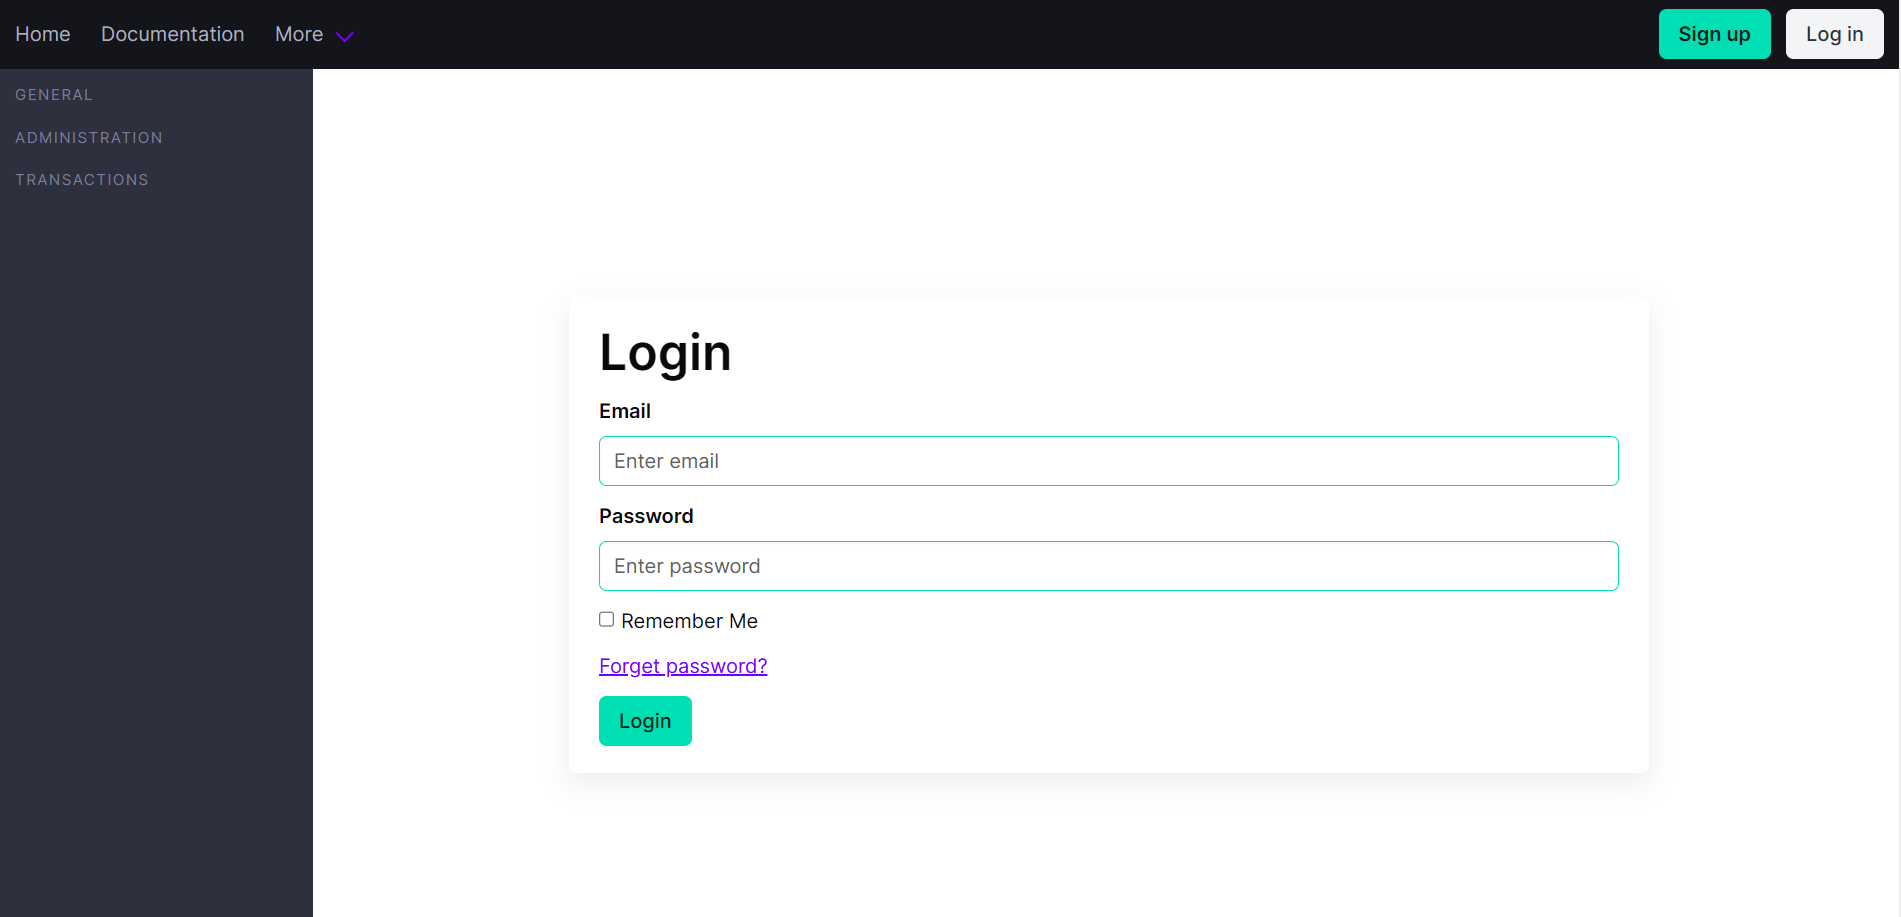 Home Documentation More Sign up Log in
GENERAL
ADMINISTRATION
TRANSACTIONS
Login
Email
Enter email
Password
Enter password
Remember Me
Forget password?
Login